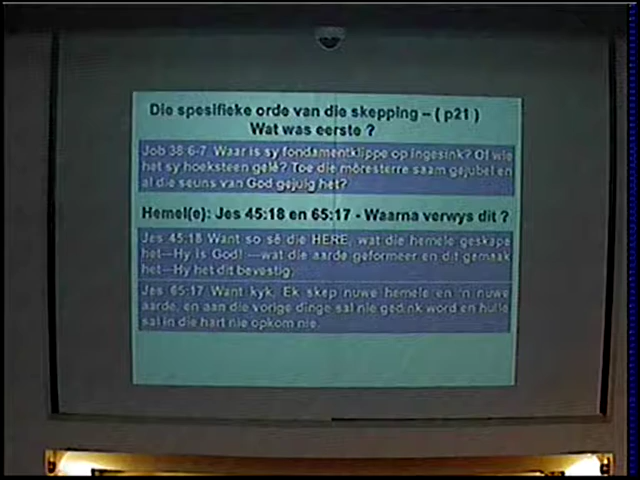 Die spesifieke orde van die skepping – ( p21 )
Wat was eerste ?
Job 38:6-7 Waar is sy fondamentklippe op ingesink? Of wie
het sy hoeksteen gelê? Toe die môresterre saam gejubel en
al die seuns van God gejuig het?
Hemel(e): Jes 45:18 en 65:17 - Waarna verwys dit ?
Jes 45:18 Want so sê die HERE, wat die hemele geskape
het—Hy is God! —wat die aarde geformeer en dit gemaak
het—Hy het dit bevestig;
Jes 65:17 Want kyk, Ek skep nuwe hemele en 'n nuwe
aarde, en aan die vorige dinge sal nie gedink word en hulle
sal in die hart nie opkom nie.